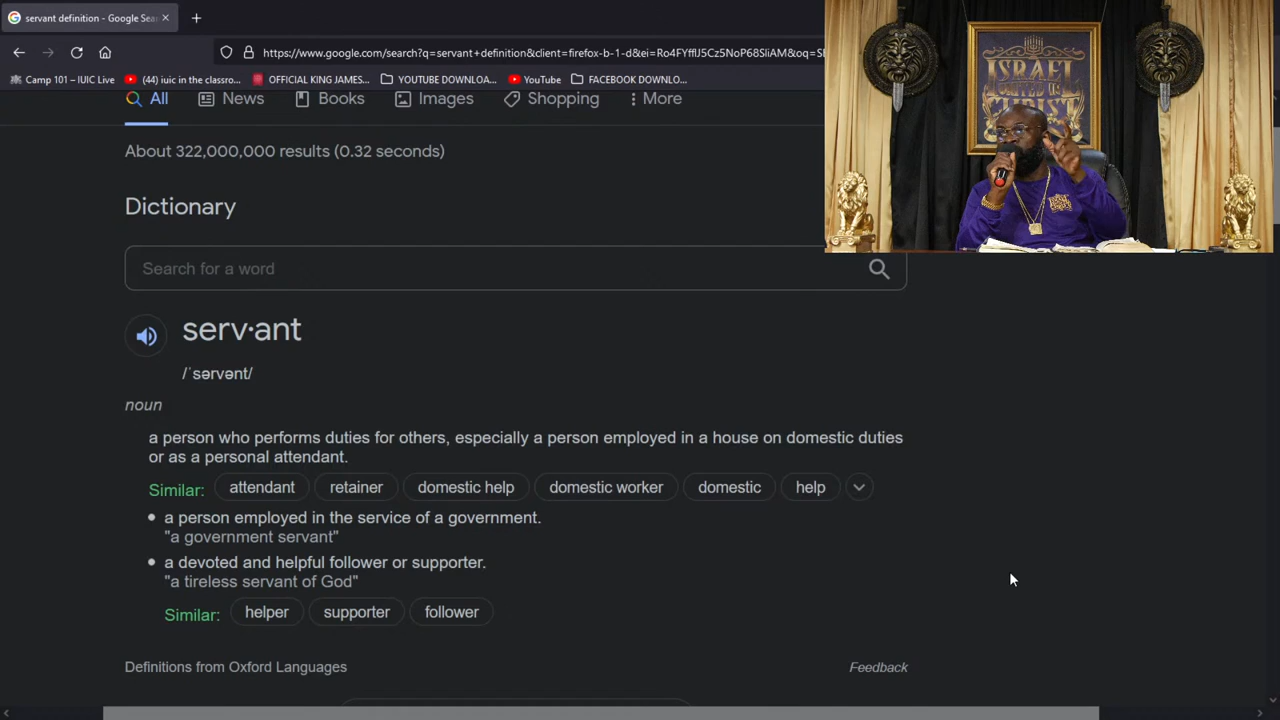 servant definition - Google Sea
https://www.google.com/search?q=servant+definition&client=firefox-b-1-d&ei=Ro4FYffIJ5Cz5NoP68SliAM&oq=S
Camp 101 – IUIC Live
(44) iuic in the classro...
OFFICIAL KING JAMES...
YOUTUBE DOWNLOA...
YouTube
FACEBOOK DOWNLO...
All
News
Books
Images
Shopping
More
About 322,000,000 results (0.32 seconds)
ISRAEL
UNITED IN
CHRIST
Dictionary
Search for a word
serv·ant
/ˈsərvənt/
noun
a person who performs duties for others, especially a person employed in a house on domestic duties
or as a personal attendant.
Similar: attendant retainer domestic help domestic worker domestic help
a person employed in the service of a government.
"a government servant"
a devoted and helpful follower or supporter.
"a tireless servant of God"
Similar: helper supporter follower
Definitions from Oxford Languages
Feedback